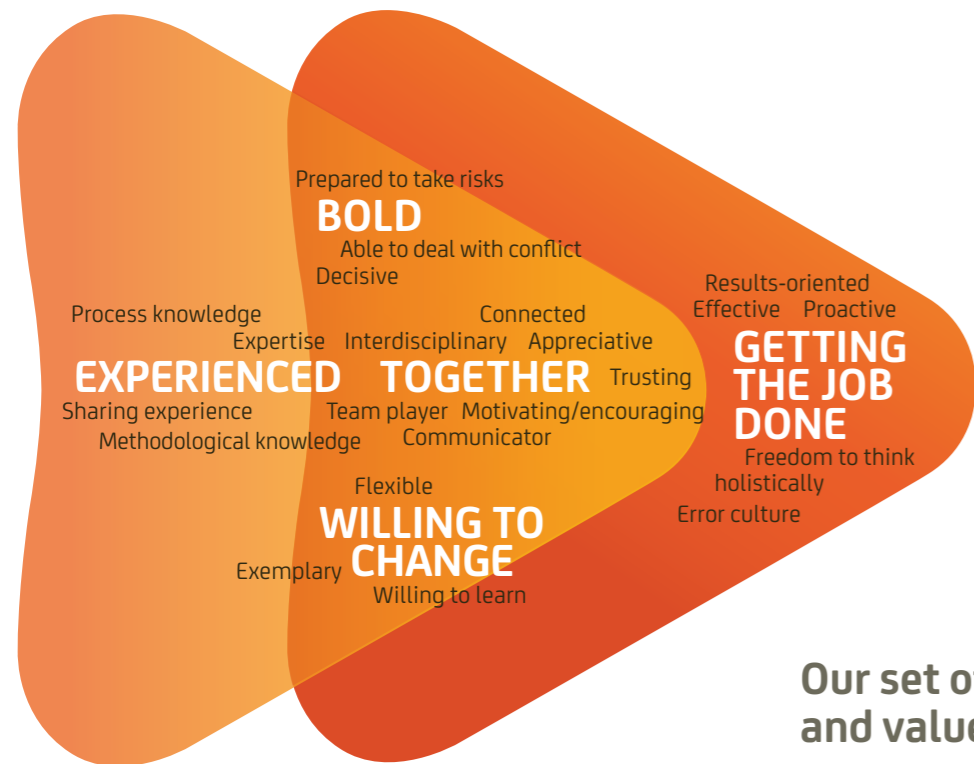 Prepared to take risks
BOLD
Able to deal with conflict
Decisive
Process knowledge
Expertise
EXPERIENCED
Sharing experience
Methodological knowledge
Connected
Interdisciplinary Appreciative
TOGETHER Trusting
Team player Motivating/encouraging
Communicator
Results-oriented
Effective Proactive
GETTING
THE JOB
DONE
Freedom to think
holistically
Error culture
Flexible
WILLING TO
CHANGE
Exemplary
Willing to learn
Our set o
and value